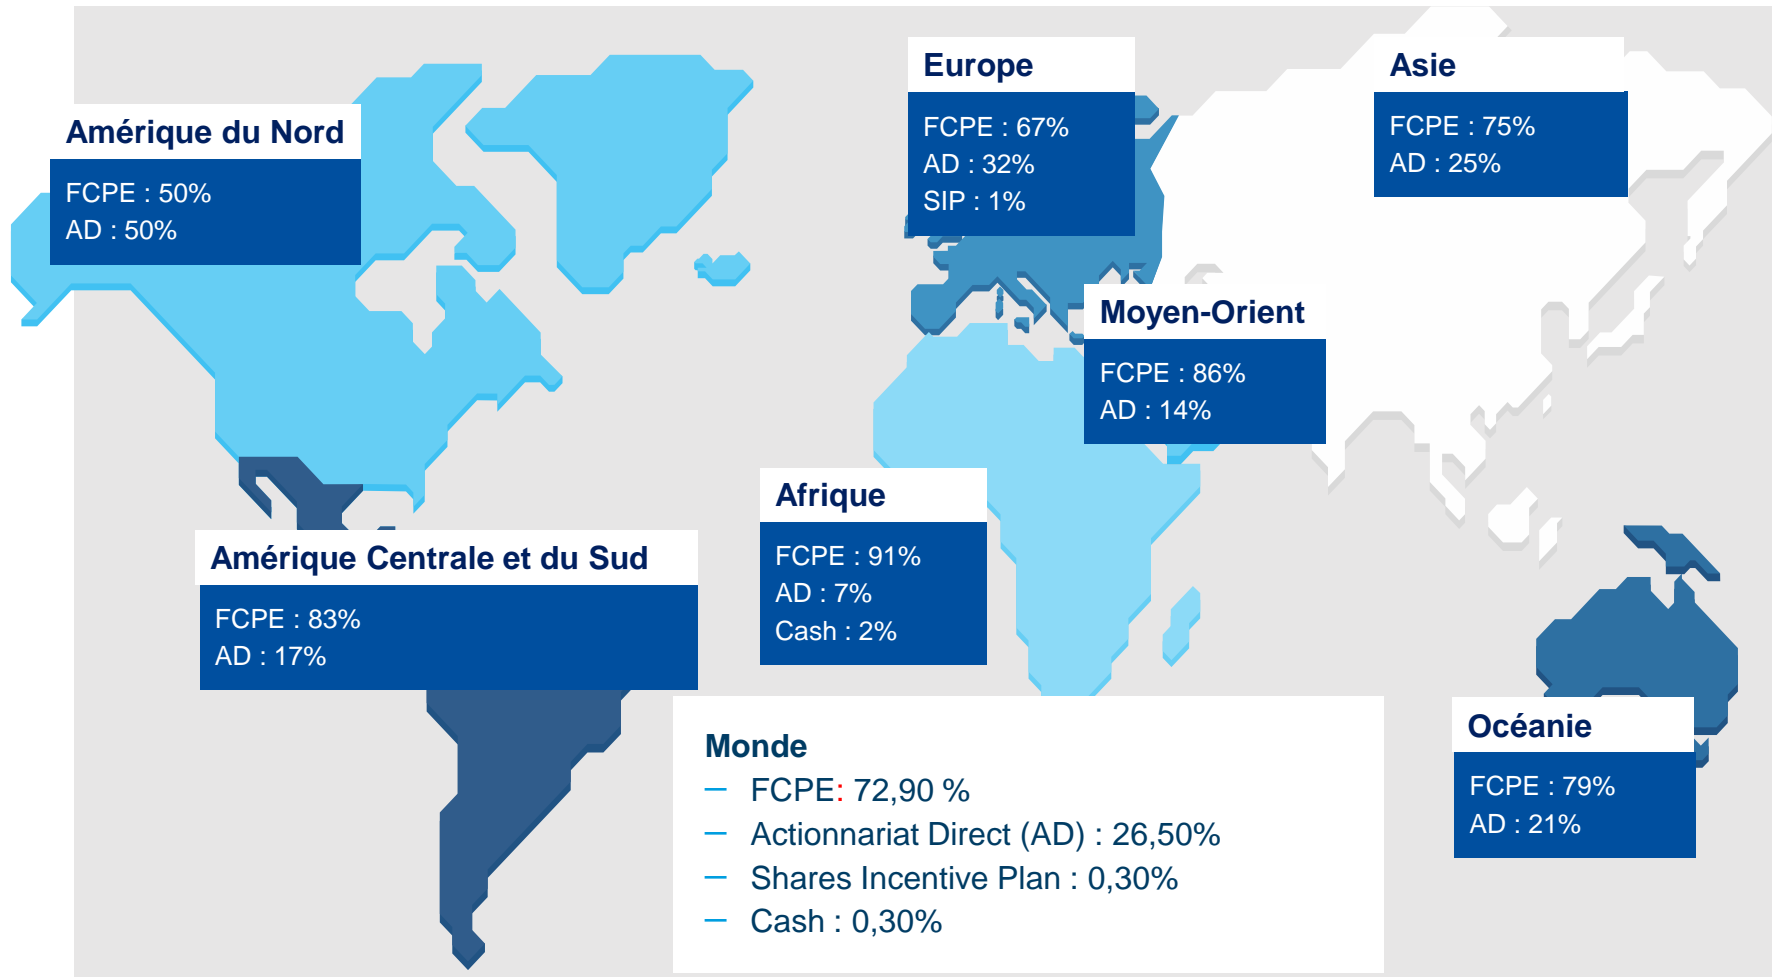 Amérique du Nord
FCPE : 50%
AD : 50%
Europe
FCPE : 67%
AD : 32%
SIP : 1%
Asie
FCPE : 75%
AD : 25%
Moyen-Orient
FCPE : 86%
AD : 14%
Afrique
FCPE : 91%
AD : 7%
Cash : 2%
Amérique Centrale et du Sud
FCPE : 83%
AD : 17%
Océanie
FCPE : 79%
AD : 21%
Monde
– FCPE: 72,90 %
– Actionnariat Direct (AD) : 26,50%
– Shares Incentive Plan : 0,30%
– Cash : 0,30%